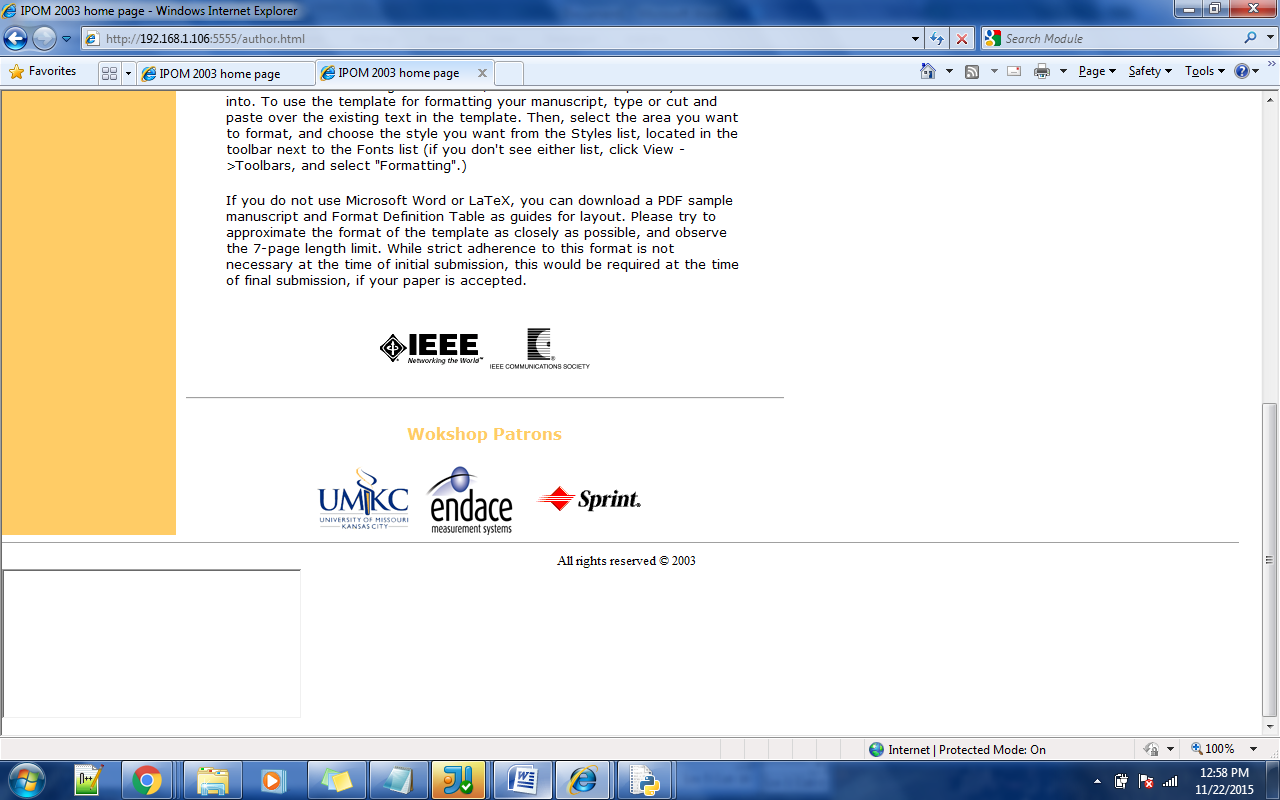 IPOM 2003 home page - Windows Internet Explorer
http://192.168.1.106:5555/author.html
Search Module
Favorites
IPOM 2003 home page
IPOM 2003 home page
Page
Safety
Tools
into. To use the template for formatting your manuscript, type or cut and
paste over the existing text in the template. Then, select the area you want
to format, and choose the style you want from the Styles list, located in the
toolbar next to the Fonts list (if you don't see either list, click View -
>Toolbars, and select "Formatting".)
If you do not use Microsoft Word or LaTeX, you can download a PDF sample
manuscript and Format Definition Table as guides for layout. Please try to
approximate the format of the template as closely as possible, and observe
the 7-page length limit. While strict adherence to this format is not
necessary at the time of initial submission, this would be required at the time
of final submission, if your paper is accepted.
IEEE
Networking the World™
IEEE COMMUNICATIONS SOCIETY
Wokshop Patrons
UMKC
UNIVERSITY OF MISSOURI
KANSAS CITY
endace
measurement systems
Sprint.
All rights reserved © 2003
Internet | Protected Mode: On
100%
12:58 PM
11/22/2015